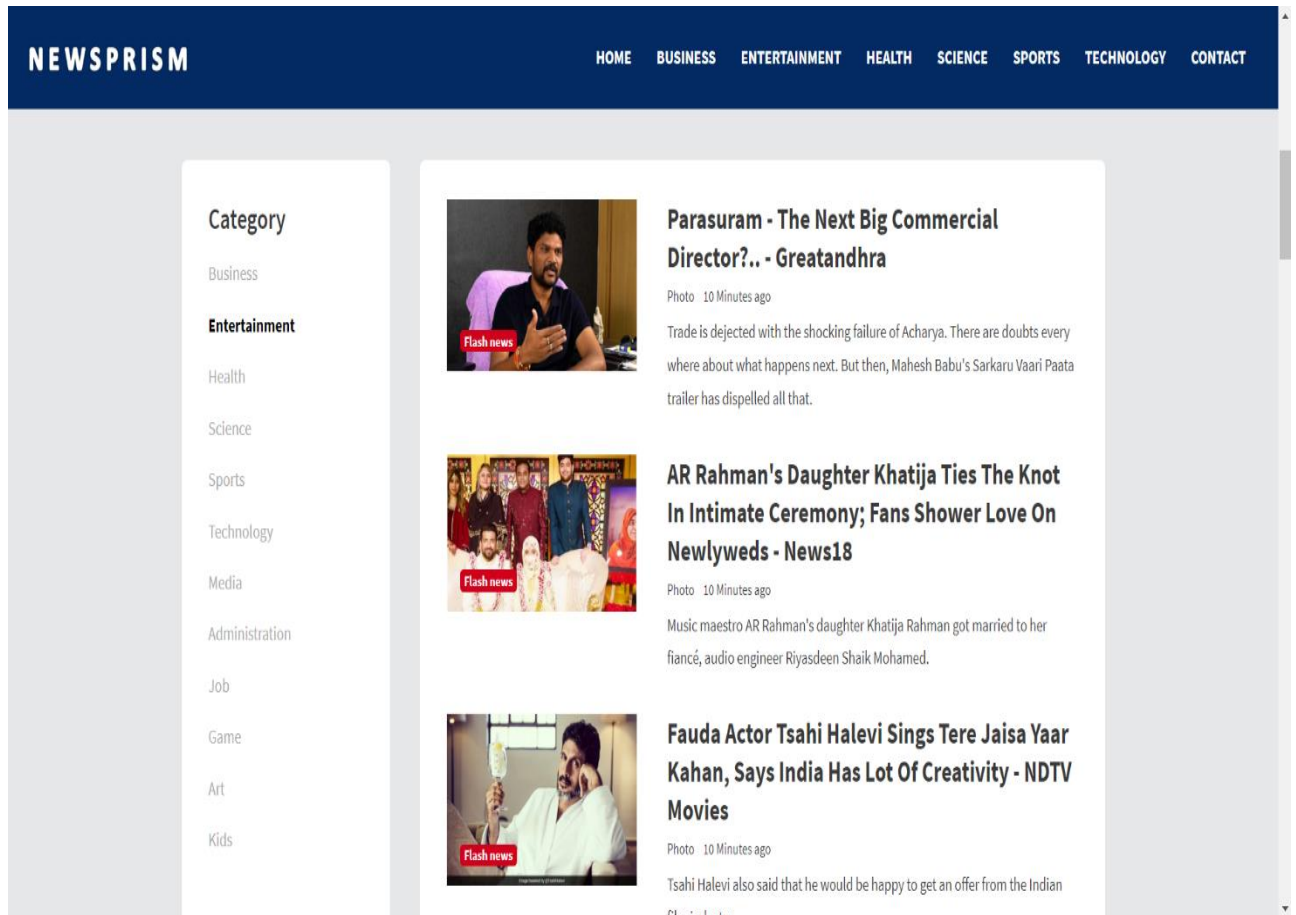 NEWSPRISM
HOME BUSINESS ENTERTAINMENT HEALTH SCIENCE SPORTS TECHNOLOGY CONTACT
Category
Business
Entertainment
Health
Science
Sports
Technology
Media
Administration
Job
Game
Art
Kids
Flash news
Parasuram - The Next Big Commercial
Director?.. - Greatandhra
Photo 10 Minutes ago
Trade is dejected with the shocking failure of Acharya. There are doubts every
where about what happens next. But then, Mahesh Babu's Sarkaru Vaari Paata
trailer has dispelled all that.
Flash news
AR Rahman's Daughter Khatija Ties The Knot
In Intimate Ceremony; Fans Shower Love On
Newlyweds - News18
Photo 10 Minutes ago
Music maestro AR Rahman's daughter Khatija Rahman got married to her
fiancé, audio engineer Riyasdeen Shaik Mohamed.
Flash news
Fauda Actor Tsahi Halevi Sings Tere Jaisa Yaar
Kahan, Says India Has Lot Of Creativity - NDTV
Movies
Photo 10 Minutes ago
Tsahi Halevi also said that he would be happy to get an offer from the Indian